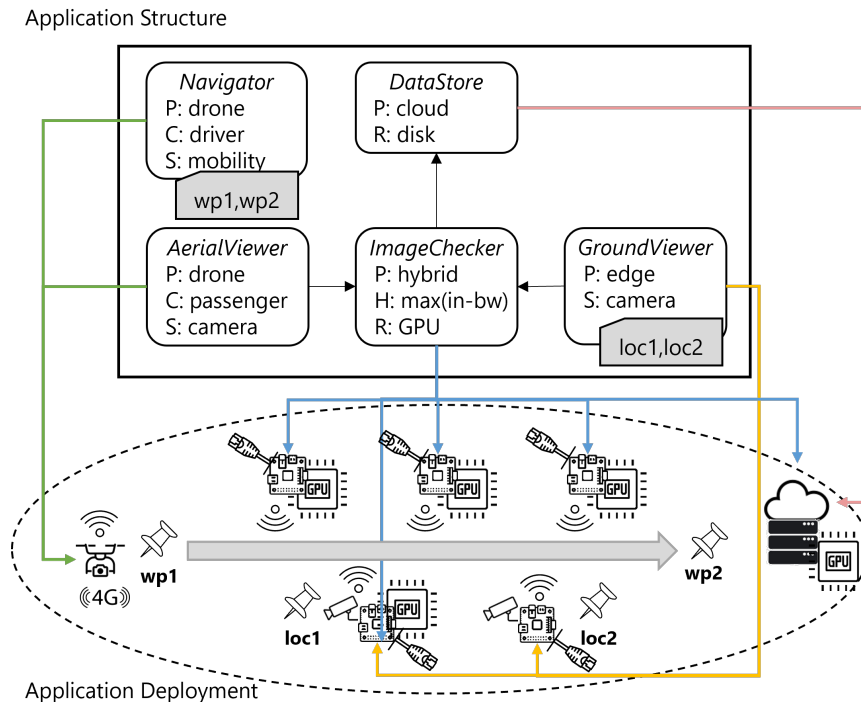 Application Structure
Navigator
P: drone
C: driver
S: mobility
wp1,wp2
DataStore
P: cloud
R: disk
AerialViewer
P: drone
C: passenger
S: camera
ImageChecker
P: hybrid
H: max(in-bw)
R: GPU
GroundViewer
P: edge
S: camera
loc1,loc2
GPU
GPU
GPU
wp1
4G
wp2
GPU
loc1
GPU
loc2
Application Deployment